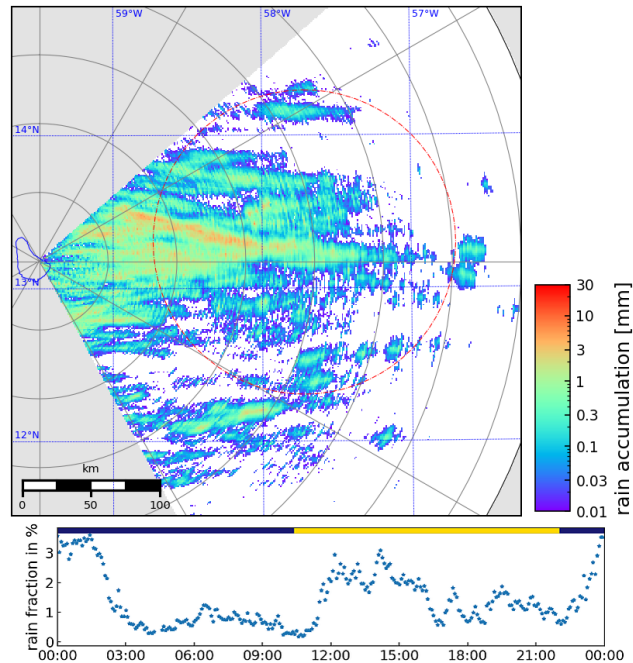 59°W 58°W 57°W
14°N
13°N
12°N
km
0 50 100
30
10
3
1
0.3
0.1
0.03
0.01
rain accumulation [mm]
rain fraction in %
3
2
1
0
00:00 03:00 06:00 09:00 12:00 15:00 18:00 21:00 00:00